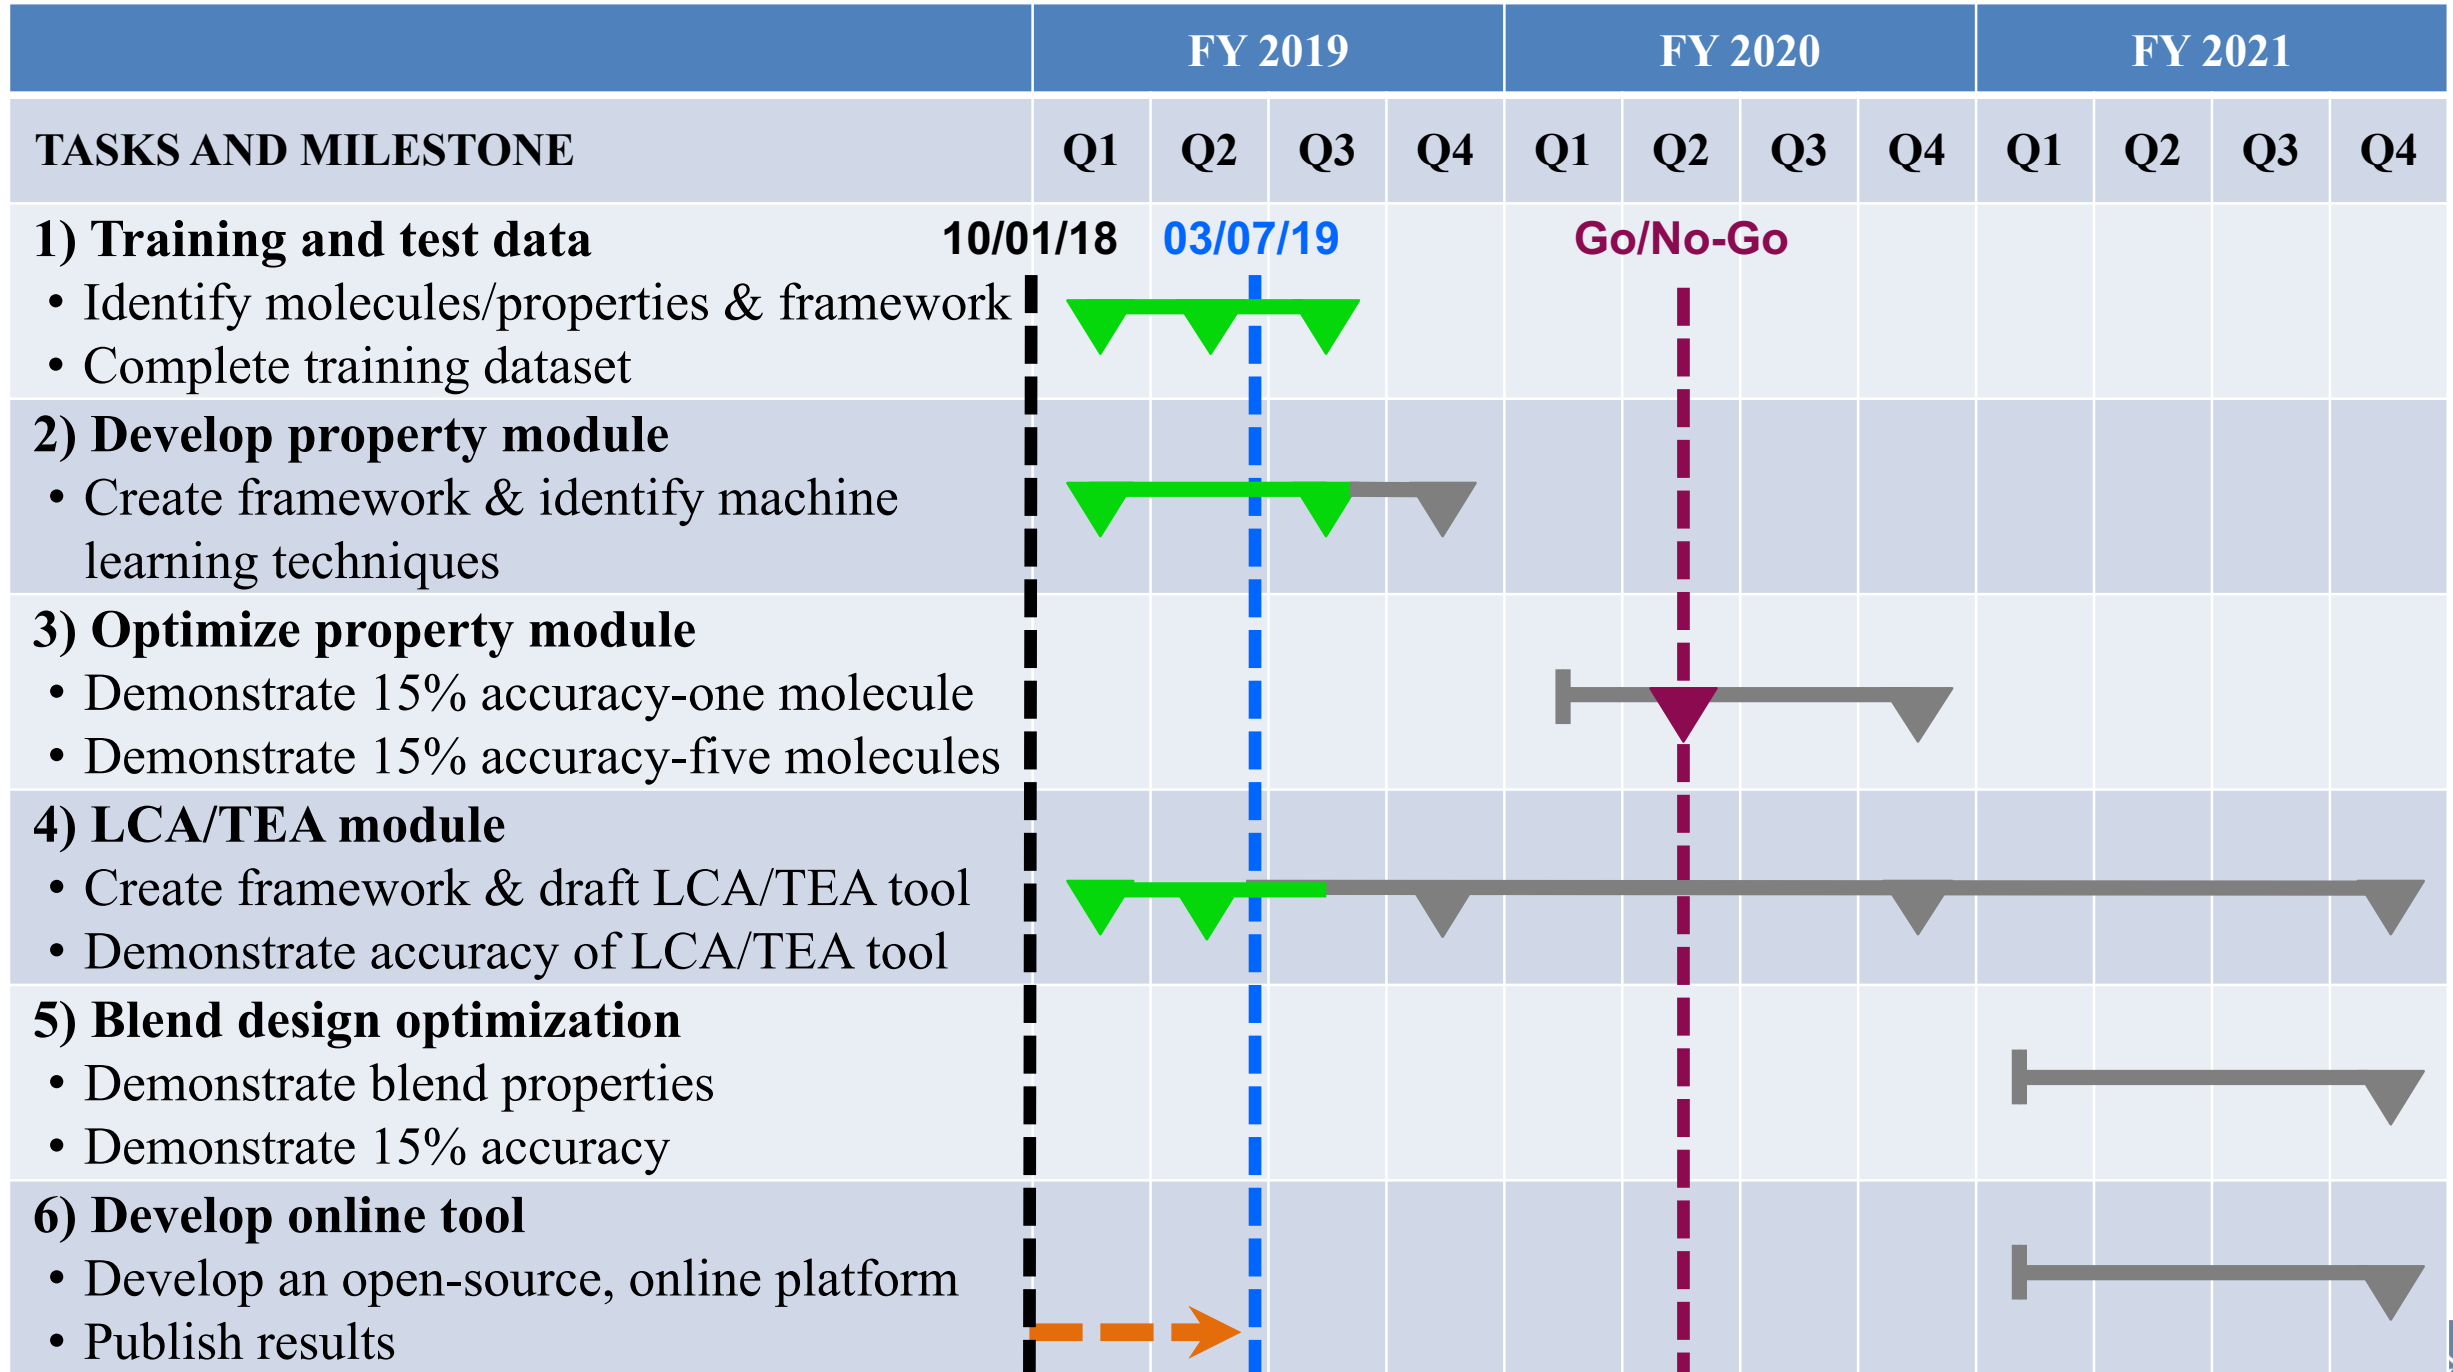 FY 2019 FY 2020 FY 2021
TASKS AND MILESTONE Q1 Q2 Q3 Q4 Q1 Q2 Q3 Q4 Q1 Q2 Q3 Q4
1) Training and test data 10/01/18 03/07/19 Go/No-Go
• Identify molecules/properties & framework
• Complete training dataset
2) Develop property module
• Create framework & identify machine
learning techniques
3) Optimize property module
• Demonstrate 15% accuracy-one molecule
• Demonstrate 15% accuracy-five molecules
4) LCA/TEA module
• Create framework & draft LCA/TEA tool
• Demonstrate accuracy of LCA/TEA tool
5) Blend design optimization
• Demonstrate blend properties
• Demonstrate 15% accuracy
6) Develop online tool
• Develop an open-source, online platform
• Publish results